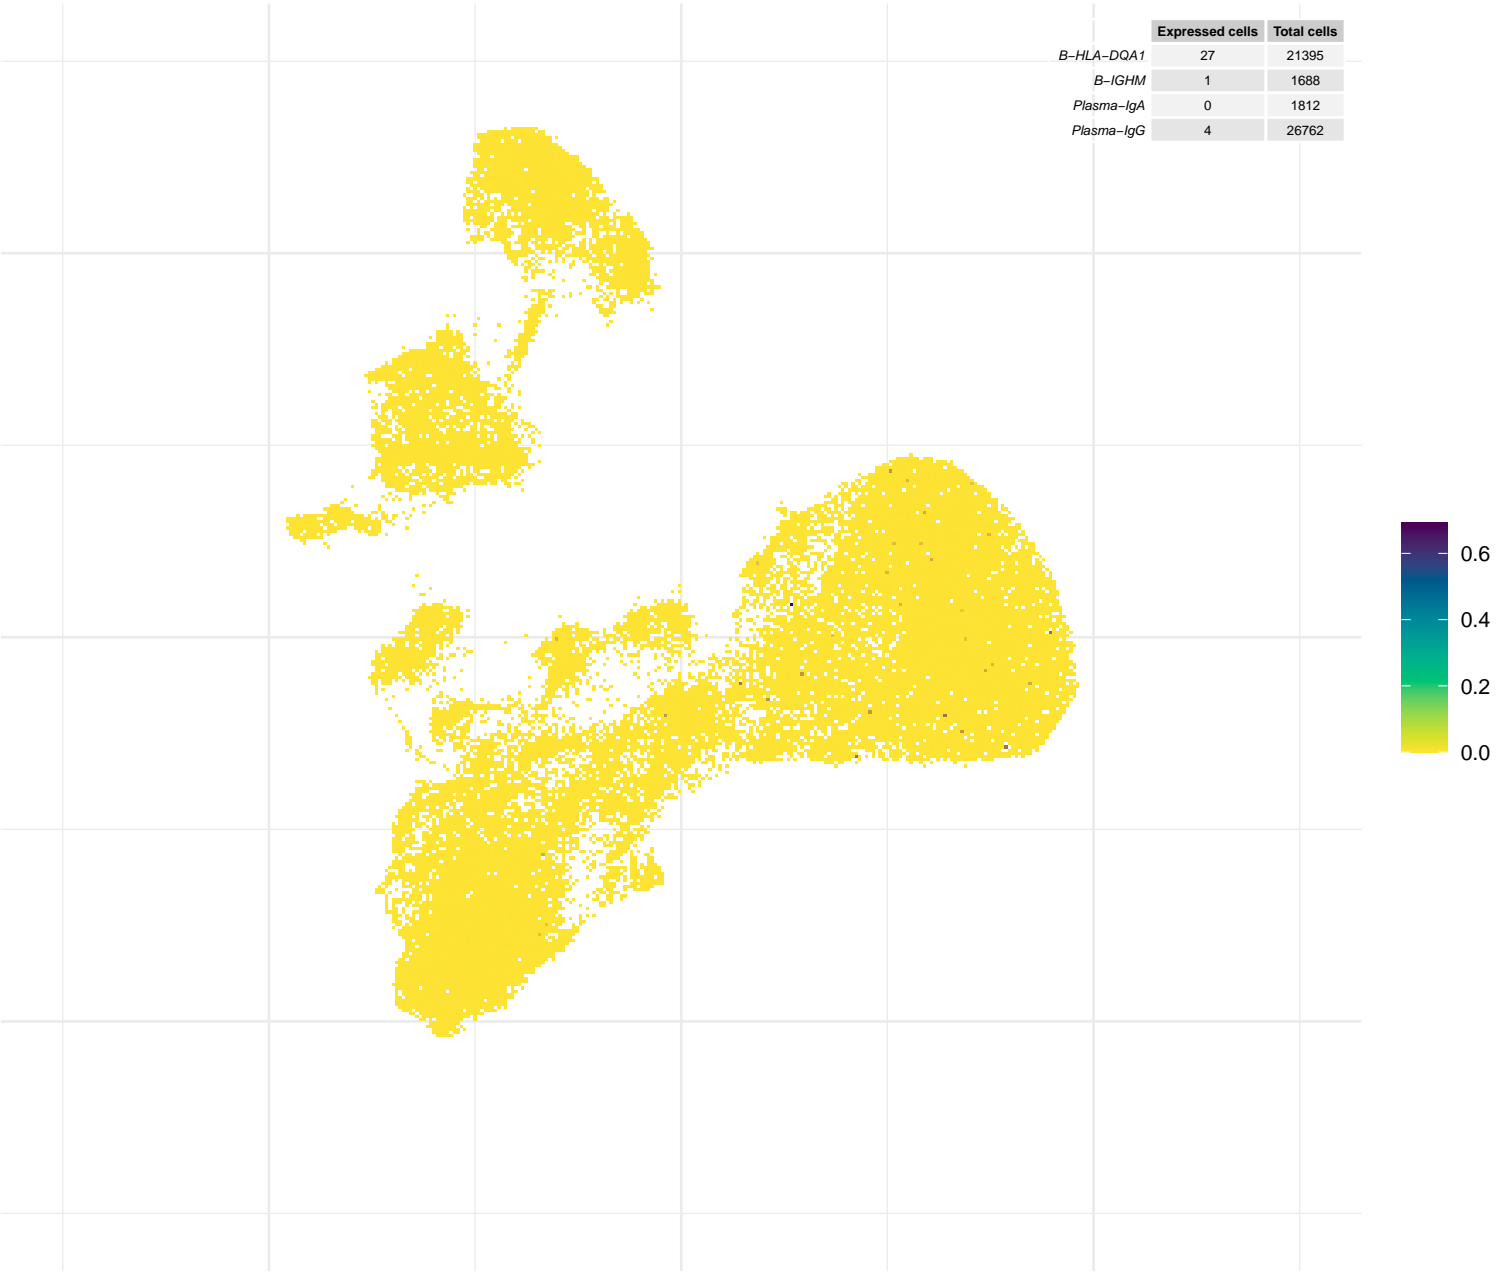 Expressed cells Total cells
B−HLA−DQA1 27 21395
B−IGHM 1 1688
Plasma−IgA 0 1812
Plasma−IgG 4 26762
0.6
0.4
0.2
0.0